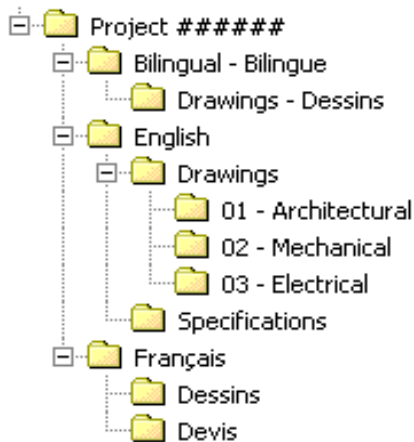 Project ######
Bilingual - Bilingue
Drawings - Dessins
English
Drawings
01 - Architectural
02 - Mechanical
03 - Electrical
Specifications
Français
Dessins
Devis